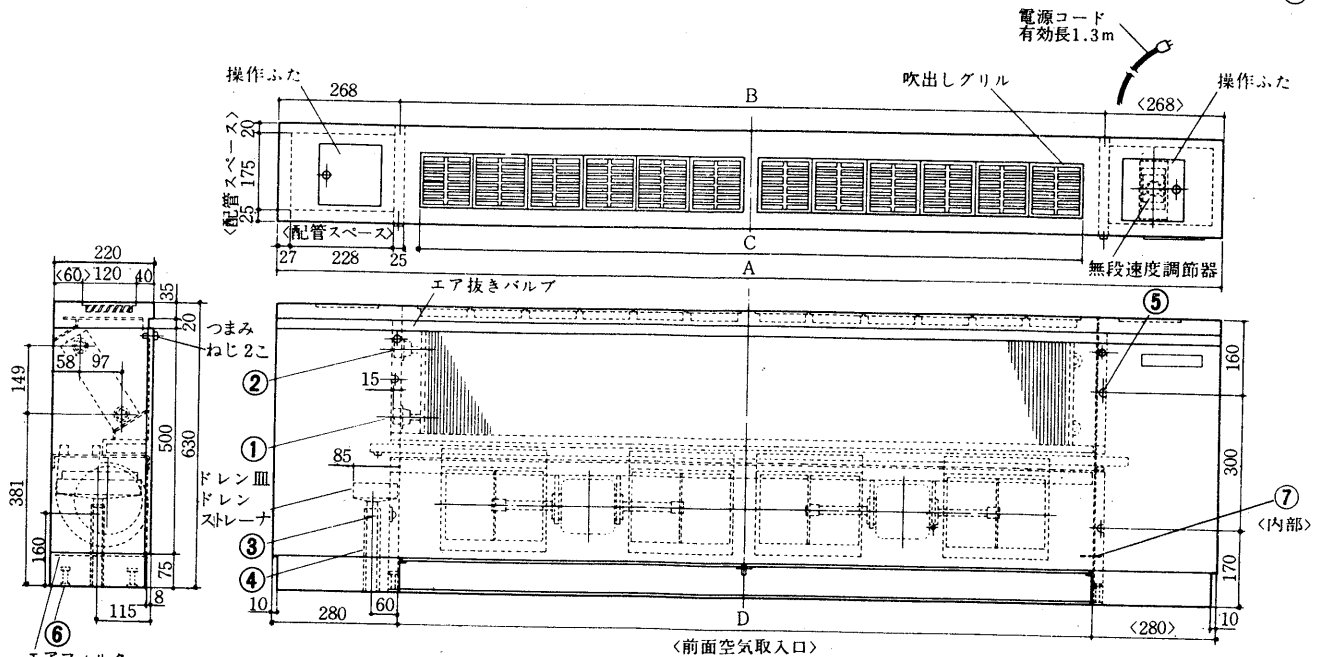 電源コード
有効長1.3m
操作ふた
268
B
吹出しグリル
<268>
操作ふた
<配管スペース>
20
175
25
<配管スペース>
27
228
25
C
A
無段速度調節器
220
<60>
120
40
35
20
エア抜きバルブ
⑤
つまみ
ねじ2こ
58
97
149
②
15
160
①
500
630
85
ドレン皿
ドレン
ストレーナ
300
⑦
<内部>
381
③
160
④
75
170
8
115
10
280
60
D
<280>
10
⑥
<前面空気取入口>